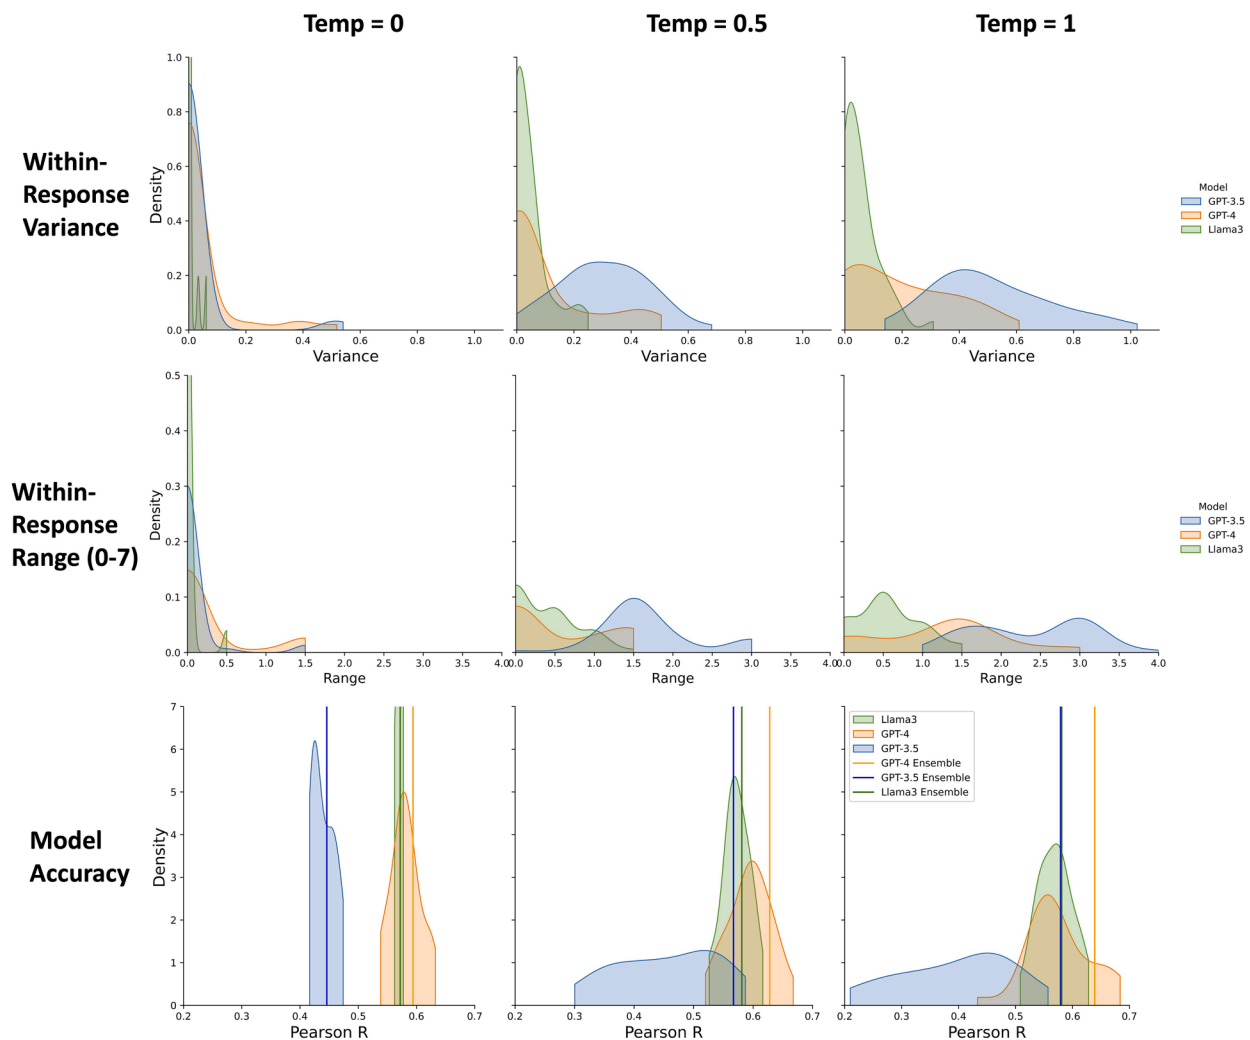 Temp = 0
Temp = 0.5
Temp = 1
Within-
Response
Variance
Density
1.0
0.8
0.6
0.4
0.2
0.0
0.0 0.2 0.4 0.6 0.8 1.0
Variance
0.0 0.2 0.4 0.6 0.8 1.0
Variance
0.0 0.2 0.4 0.6 0.8 1.0
Variance
Model
GPT-3.5
GPT-4
Llama3
Within-
Response
Range (0-7)
Density
0.5
0.4
0.3
0.2
0.1
0.0
0.0 0.5 1.0 1.5 2.0 2.5 3.0 3.5 4.0
Range
0.0 0.5 1.0 1.5 2.0 2.5 3.0 3.5 4.0
Range
0.0 0.5 1.0 1.5 2.0 2.5 3.0 3.5 4.0
Range
Model
GPT-3.5
GPT-4
Llama3
Model
Accuracy
Density
7
6
5
4
3
2
1
0
0.2 0.3 0.4 0.5 0.6 0.7
Pearson R
0.2 0.3 0.4 0.5 0.6 0.7
Pearson R
Llama3
GPT-4
GPT-3.5
GPT-4 Ensemble
GPT-3.5 Ensemble
Llama3 Ensemble
0.2 0.3 0.4 0.5 0.6 0.7
Pearson R